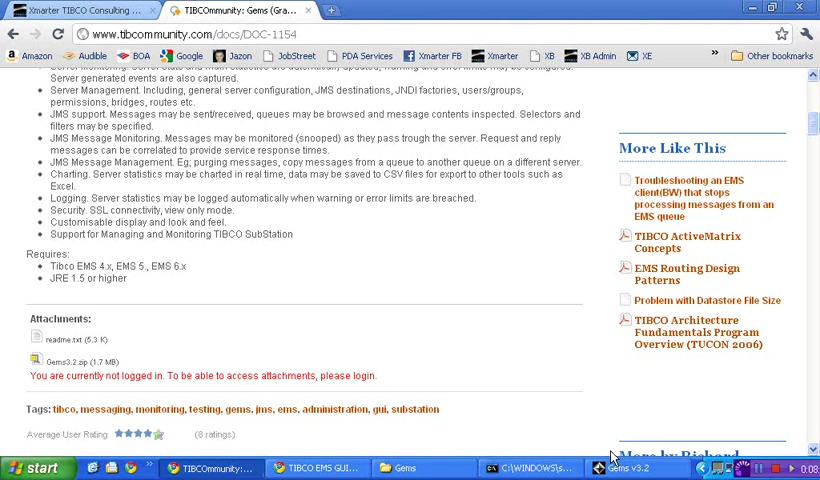 Xmarter TIBCO Consulting ...
TIBCOmmunity: Gems (Gra...
www.tibcommunity.com/docs/DOC-1154
Amazon Audible BOA Google Jazon JobStreet PDA Services Xmarter FB Xmarter XB XB Admin XE » Other bookmarks
Server generated events are also captured.
Server Management. Including, general server configuration, JMS destinations, JNDI factories, users/groups,
permissions, bridges, routes etc.
JMS support. Messages may be sent/received, queues may be browsed and message contents inspected. Selectors and
filters may be specified.
JMS Message Monitoring. Messages may be monitored (snooped) as they pass trough the server. Request and reply
messages can be correlated to provide service response times.
JMS Message Management. Eg; purging messages, copy messages from a queue to another queue on a different server.
Charting. Server statistics may be charted in real time, data may be saved to CSV files for export to other tools such as
Excel.
Logging. Server statistics may be logged automatically when warning or error limits are breached.
Security. SSL connectivity, view only mode.
Customisable display and look and feel.
Support for Managing and Monitoring TIBCO SubStation
Requires:
Tibco EMS 4.x, EMS 5., EMS 6.x
JRE 1.5 or higher
Attachments:
readme.txt (5.3 K)
Gems3.2.zip (1.7 MB)
You are currently not logged in. To be able to access attachments, please login.
Tags: tibco, messaging, monitoring, testing, gems, jms, ems, administration, gui, substation
Average User Rating
(8 ratings)
More Like This
Troubleshooting an EMS
client(BW) that stops
processing messages from an
EMS queue
TIBCO ActiveMatrix
Concepts
EMS Routing Design
Patterns
Problem with Datastore File Size
TIBCO Architecture
Fundamentals Program
Overview (TUCON 2006)
start
»
TIBCOmmunity:...
TIBCO EMS GUI...
Gems
C:\WINDOWS\s...
Gems v3.2
0:08